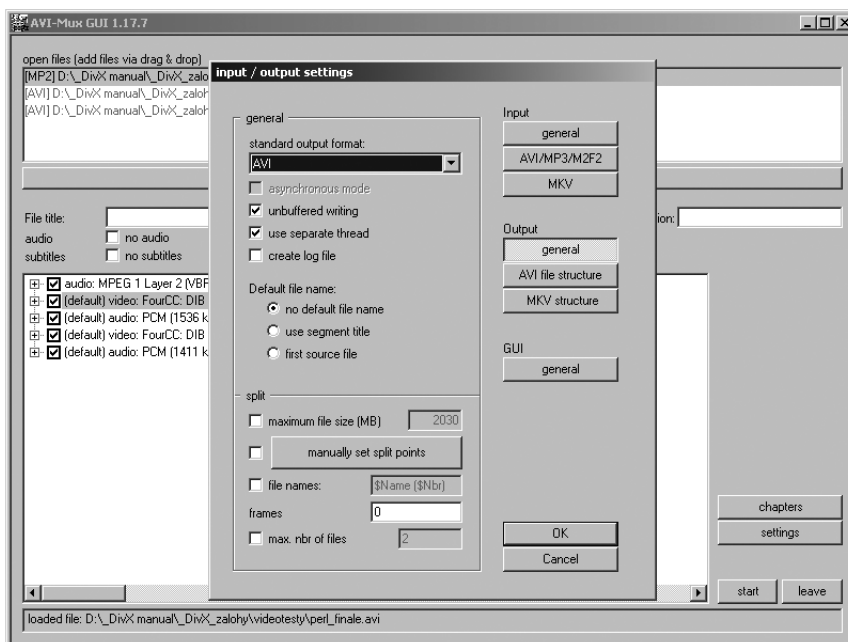 AVI-Mux GUI 1.17.7
open files (add files via drag & drop)
[MP2] D:\_DivX manual\_DivX_zalo
[AVI] D:\_DivX manual\_DivX_zalof
[AVI] D:\_DivX manual\_DivX_zalof
File title:
ion:
audio
no audio
subtitles
no subtitles
audio: MPEG 1 Layer 2 (VBF
(default) video: FourCC: DIB
(default) audio: PCM (1536 k
(default) video: FourCC: DIB
(default) audio: PCM (1411 k
input / output settings
general
standard output format:
AVI
asynchronous mode
unbuffered writing
use separate thread
create log file
Default file name:
no default file name
use segment title
first source file
split
maximum file size (MB) 2030
manually set split points
file names: $Name ($Nbr)
frames 0
max. nbr of files 2
Input
general
AVI/MP3/M2F2
MKV
Output
general
AVI file structure
MKV structure
GUI
general
OK
Cancel
chapters
settings
start
leave
loaded file: D:\_DivX manual\_DivX_zalohy\videotesty\perl_finale.avi